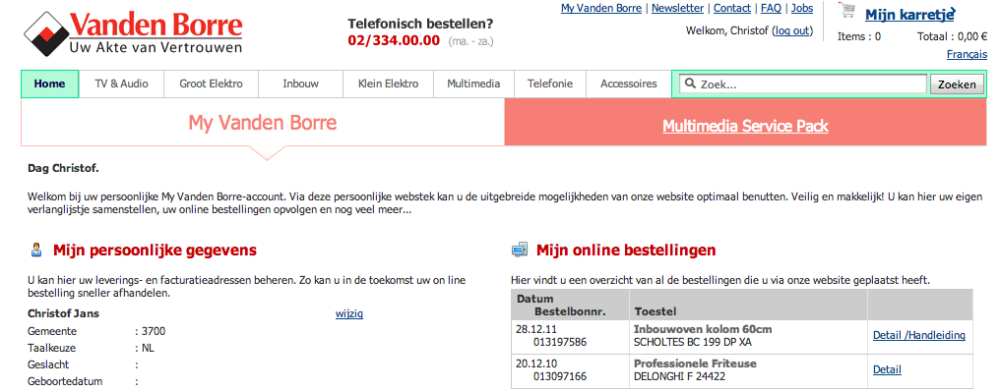 Vanden Borre
Uw Akte van Vertrouwen
Telefonisch bestellen?
02/334.00.00 (ma. - za.)
My Vanden Borre | Newsletter | Contact | FAQ | Jobs
Welkom, Christof (log out)
Mijn karretje
Items : 0 Totaal : 0,00 €
Français
Home TV & Audio Groot Elektro Inbouw Klein Elektro Multimedia Telefonie Accessoires Zoek... Zoeken
My Vanden Borre Multimedia Service Pack
Dag Christof.
Welkom bij uw persoonlijke My Vanden Borre-account. Via deze persoonlijke webstek kan u de uitgebreide mogelijkheden van onze website optimaal benutten. Veilig en makkelijk! U kan hier uw eigen
verlanglijstje samenstellen, uw online bestellingen opvolgen en nog veel meer...
Mijn persoonlijke gegevens
U kan hier uw leverings- en facturatieadressen beheren. Zo kan u in de toekomst uw on line
bestelling sneller afhandelen.
Christof Jans wijzig
Gemeente : 3700
Taalkeuze : NL
Geslacht :
Geboortedatum :
Mijn online bestellingen
Hier vindt u een overzicht van al de bestellingen die u via onze website geplaatst heeft.
Datum
Bestelbonnr. Toestel
28.12.11 Inbouwoven kolom 60cm
013197586 SCHOLTES BC 199 DP XA Detail /Handleiding
20.12.10 Professionele Friteuse
013097166 DELONGHI F 24422 Detail